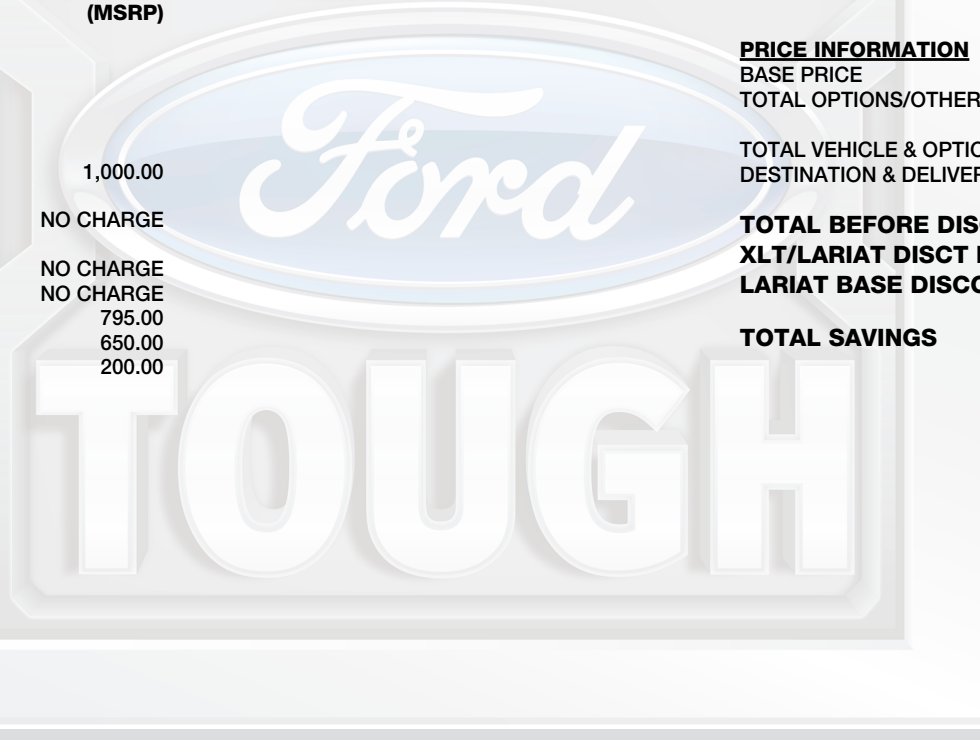 (MSRP)
1,000.00
NO CHARGE
NO CHARGE
NO CHARGE
795.00
650.00
200.00
PRICE INFORMATION
BASE PRICE
TOTAL OPTIONS/OTHER
TOTAL VEHICLE & OPTIO
DESTINATION & DELIVER
TOTAL BEFORE DISC
XLT/LARIAT DISCT
LARIAT BASE DISCO
TOTAL SAVINGS
Ford
TOUGH